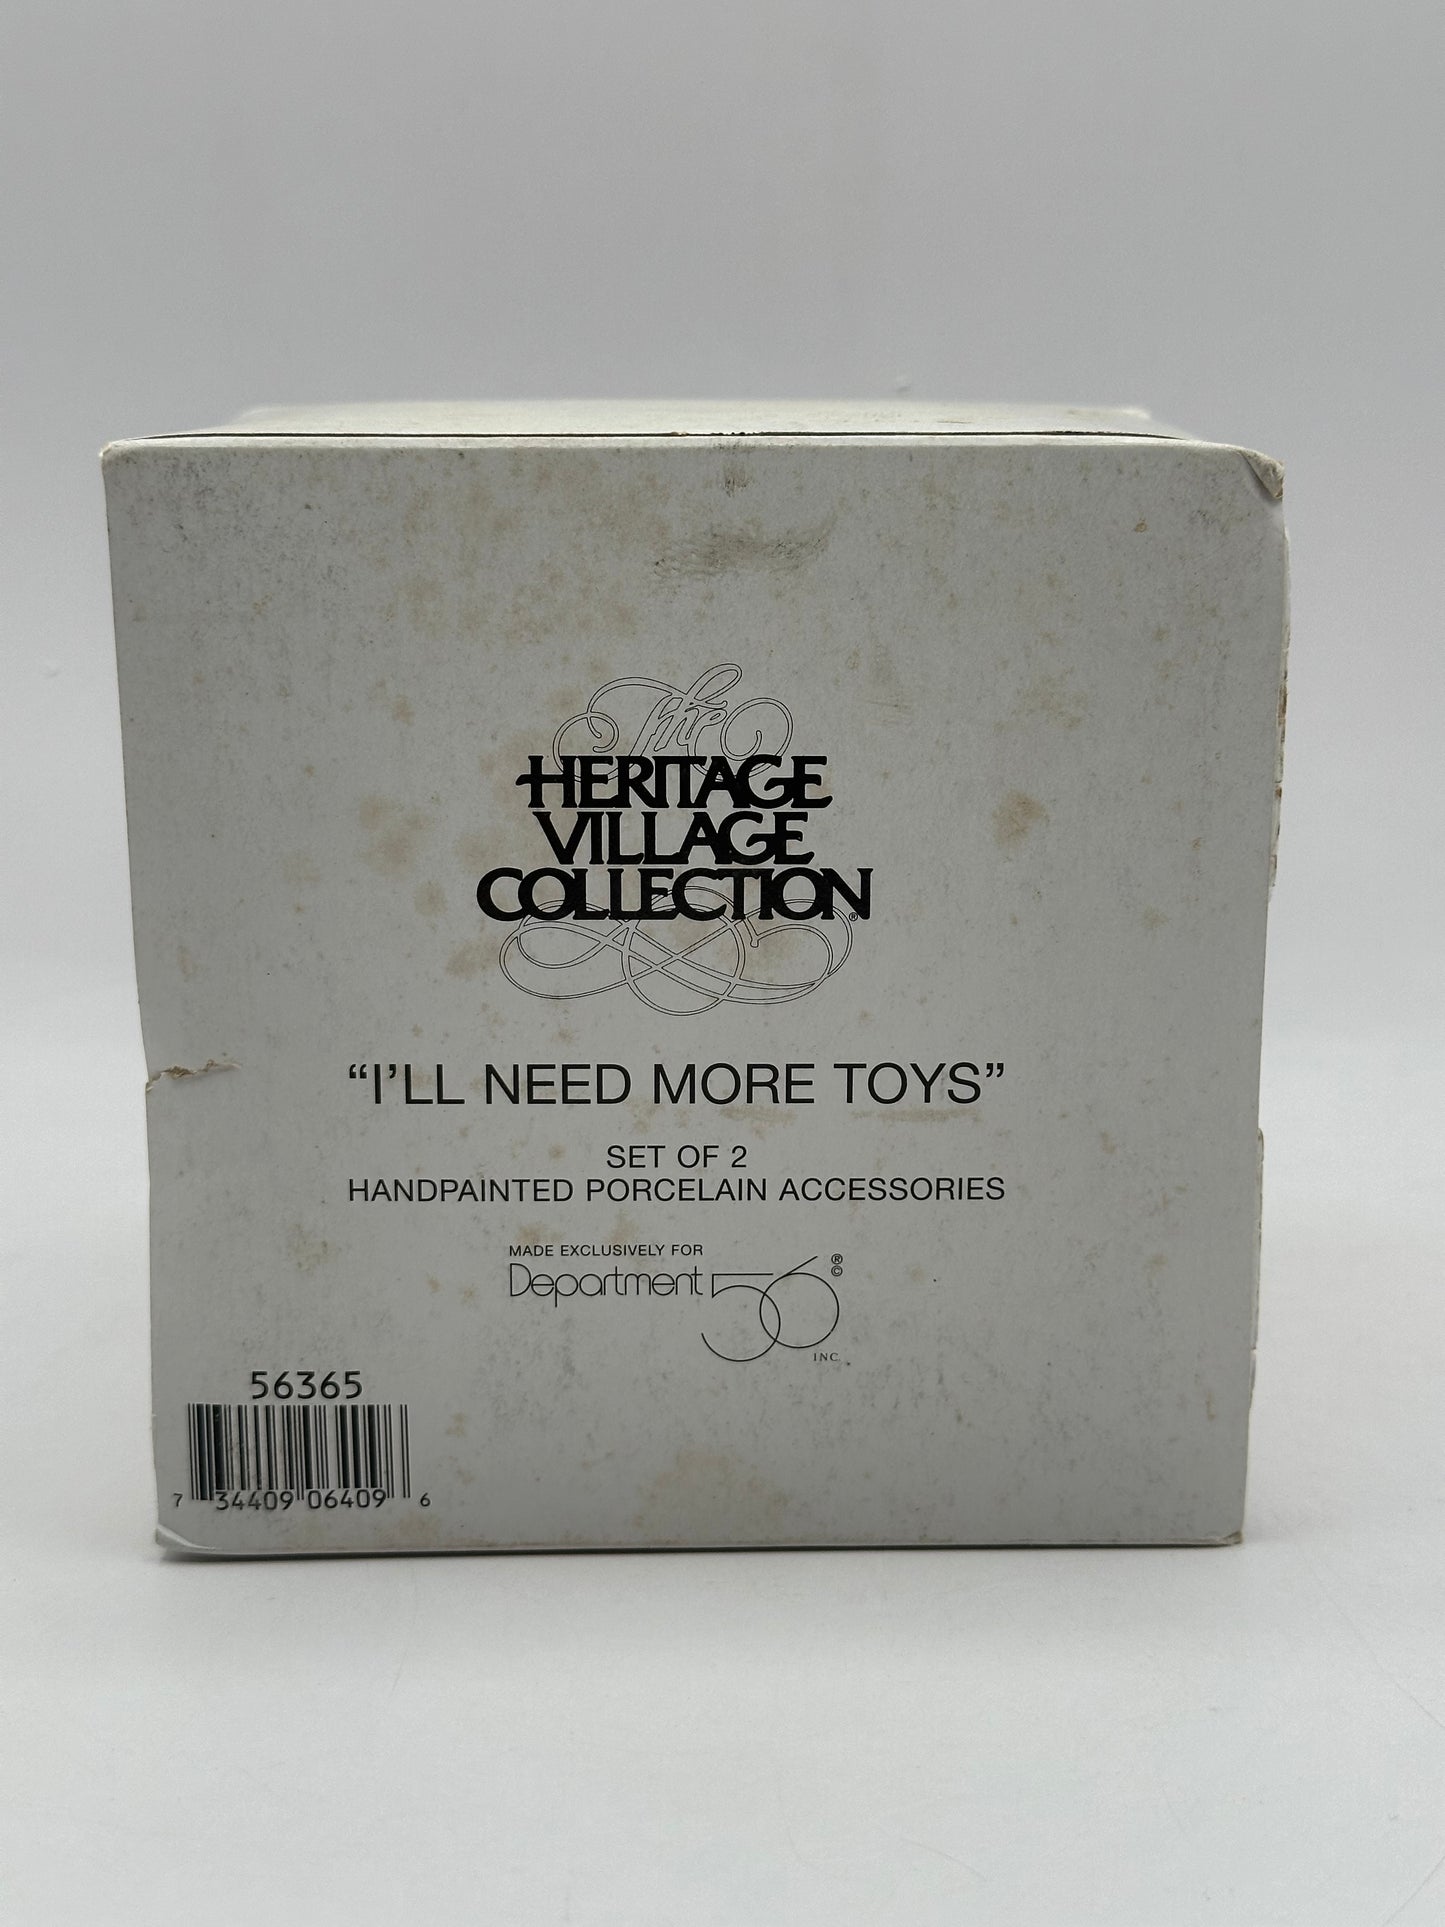 The
HERITAGE
VILLAGE
COLLECTION®
“I’LL NEED MORE TOYS”
SET OF 2
HANDPAINTED PORCELAIN ACCESSORIES
MADE EXCLUSIVELY FOR
Department 56 ® ©
INC.
56365
7 34409 06409 6